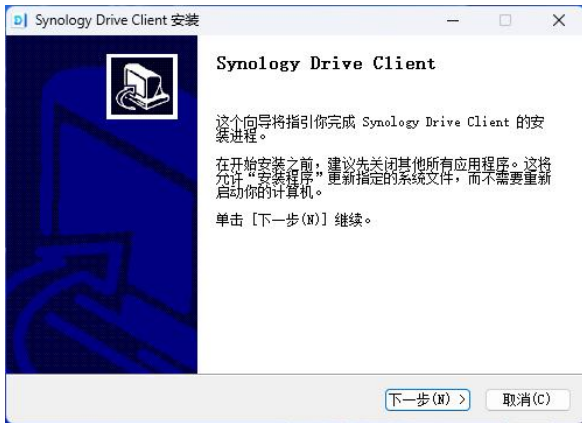 Synology Drive Client 安装
Synology Drive Client
这个向导将指引你完成 Synology Drive Client 的安
装进程。
在开始安装之前，建议先关闭其他所有应用程序。这将
允许“安装程序”更新指定的系统文件，而不需要重新
启动你的计算机。
单击 [下一步(N)] 继续。
下一步(N) > 取消(C)